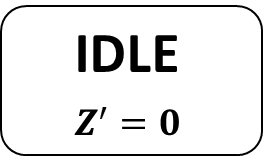 IDLE
Z′ = 0